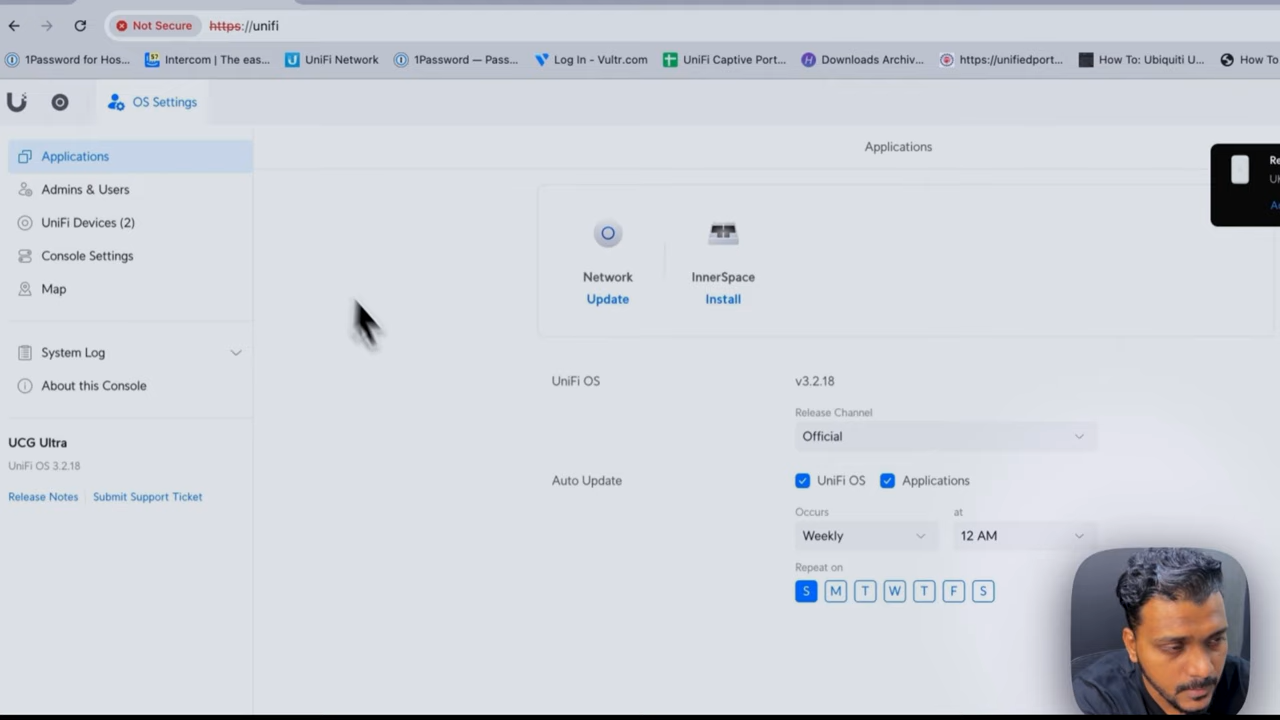 Not Secure https://unifi
1Password for Hos... Intercom | The eas... UniFi Network 1Password — Pass... Log In - Vultr.com UniFi Captive Port... Downloads Archiv... https://unifiedport... How To: Ubiquiti U... How To
OS Settings
Applications
Admins & Users
UniFi Devices (2)
Console Settings
Map
System Log
About this Console
UCG Ultra
UniFi OS 3.2.18
Release Notes Submit Support Ticket
Applications
Network InnerSpace
Update Install
UniFi OS v3.2.18
Release Channel
Official
Auto Update UniFi OS Applications
Occurs at
Weekly 12 AM
Repeat on
S M T W T F S